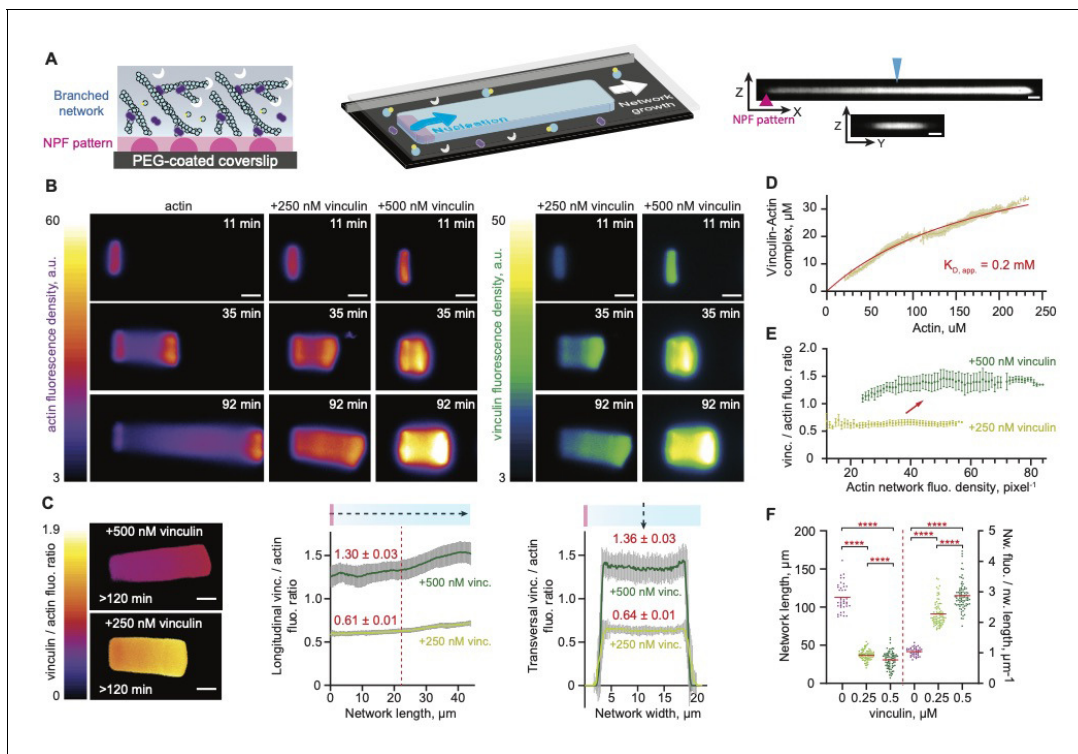 A
Branched
network
NPF pattern
PEG-coated coverslip
Nucleation
Network
growth
Z
X
NPF pattern
Z
Y
B
60
actin fluorescence density, a.u.
3
actin
+250 nM vinculin
+500 nM vinculin
11 min
11 min
11 min
35 min
35 min
35 min
92 min
92 min
92 min
50
vinculin fluorescence density, a.u.
3
+250 nM vinculin
+500 nM vinculin
11 min
11 min
35 min
35 min
92 min
92 min
C
1.9
vinculin / actin fluo. ratio
0
+500 nM vinculin
>120 min
+250 nM vinculin
>120 min
Longitudinal vinc. / actin
fluo. ratio
1.5
1.0
0.5
0
1.30 ± 0.03
+500 nM vinc.
0.61 ± 0.01
+250 nM vinc.
0 10 20 30 40
Network length, µm
Transversal vinc. / actin
fluo. ratio
1.5
1.0
0.5
0
1.36 ± 0.03
+500 nM vinc.
0.64 ± 0.01
+250 nM vinc.
5 10 15 20
Network width, µm
D
Vinculin-Actin
complex, µM
30
20
10
0
K D, app. = 0.2 mM
0 50 100 150 200 250
Actin, uM
E
vinc. / actin fluo. ratio
2.0
1.5
1.0
0.5
0
+500 nM vinculin
+250 nM vinculin
20 40 60 80
Actin network fluo. density, pixel-1
F
Network length, µm
200
150
100
50
0
****
****
****
****
****
****
5
4
3
2
1
0
Nw. fluo. / nw. length, µm-1
0 0.25 0.5 0 0.25 0.5
vinculin, µM